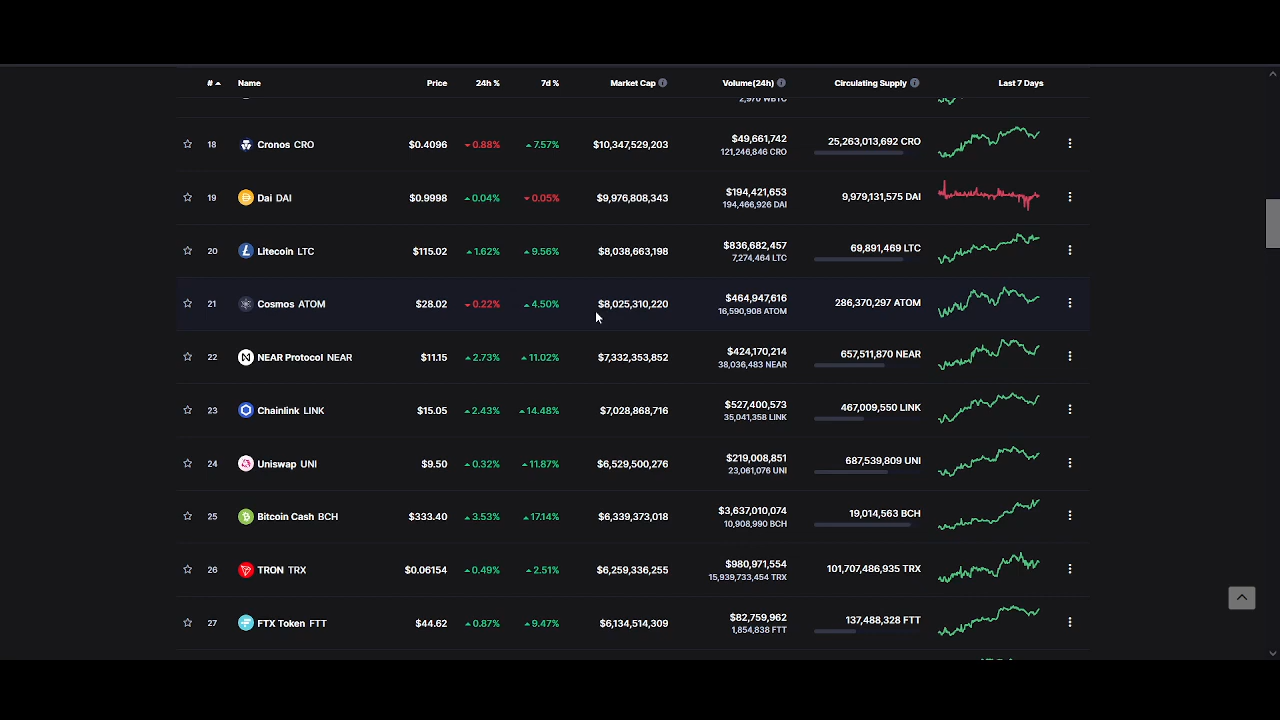 # Name Price 24h % 7d % Market Cap Volume(24h) Circulating Supply Last 7 Days
2,970 WBTC
18 Cronos CRO $0.4096 0.88% 7.57% $10,347,529,203 $49,661,742 25,263,013,692 CRO
121,246,846 CRO
19 Dai DAI $0.9998 0.04% 0.05% $9,976,808,343 $194,421,653 9,979,131,575 DAI
194,466,926 DAI
20 Litecoin LTC $115.02 1.62% 9.56% $8,038,663,198 $836,682,457 69,891,469 LTC
7,274,464 LTC
21 Cosmos ATOM $28.02 0.22% 4.50% $8,025,310,220 $464,947,616 286,370,297 ATOM
16,590,908 ATOM
22 NEAR Protocol NEAR $11.15 2.73% 11.02% $7,332,353,852 $424,170,214 657,511,870 NEAR
38,036,483 NEAR
23 Chainlink LINK $15.05 2.43% 14.48% $7,028,868,716 $527,400,573 467,009,550 LINK
35,041,358 LINK
24 Uniswap UNI $9.50 0.32% 11.87% $6,529,500,276 $219,008,851 687,539,809 UNI
23,061,076 UNI
25 Bitcoin Cash BCH $333.40 3.53% 17.14% $6,339,373,018 $3,637,010,074 19,014,563 BCH
10,908,990 BCH
26 TRON TRX $0.06154 0.49% 2.51% $6,259,336,255 $980,971,554 101,707,486,935 TRX
15,939,733,454 TRX
27 FTX Token FTT $44.62 0.87% 9.47% $6,134,514,309 $82,759,962 137,488,328 FTT
1,854,838 FTT